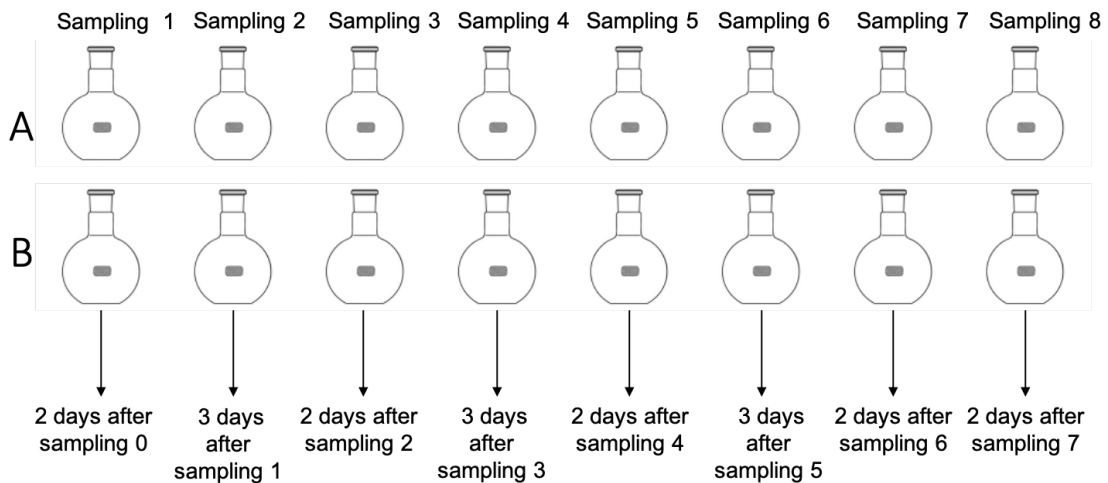 Sampling 1 Sampling 2 Sampling 3 Sampling 4 Sampling 5 Sampling 6 Sampling 7 Sampling 8
A
B
2 days after 3 days 2 days after 3 days 2 days after 3 days 2 days after 2 days after
sampling 0 after sampling 2 after sampling 4 after sampling 6 sampling 7
sampling 1 sampling 3 sampling 5